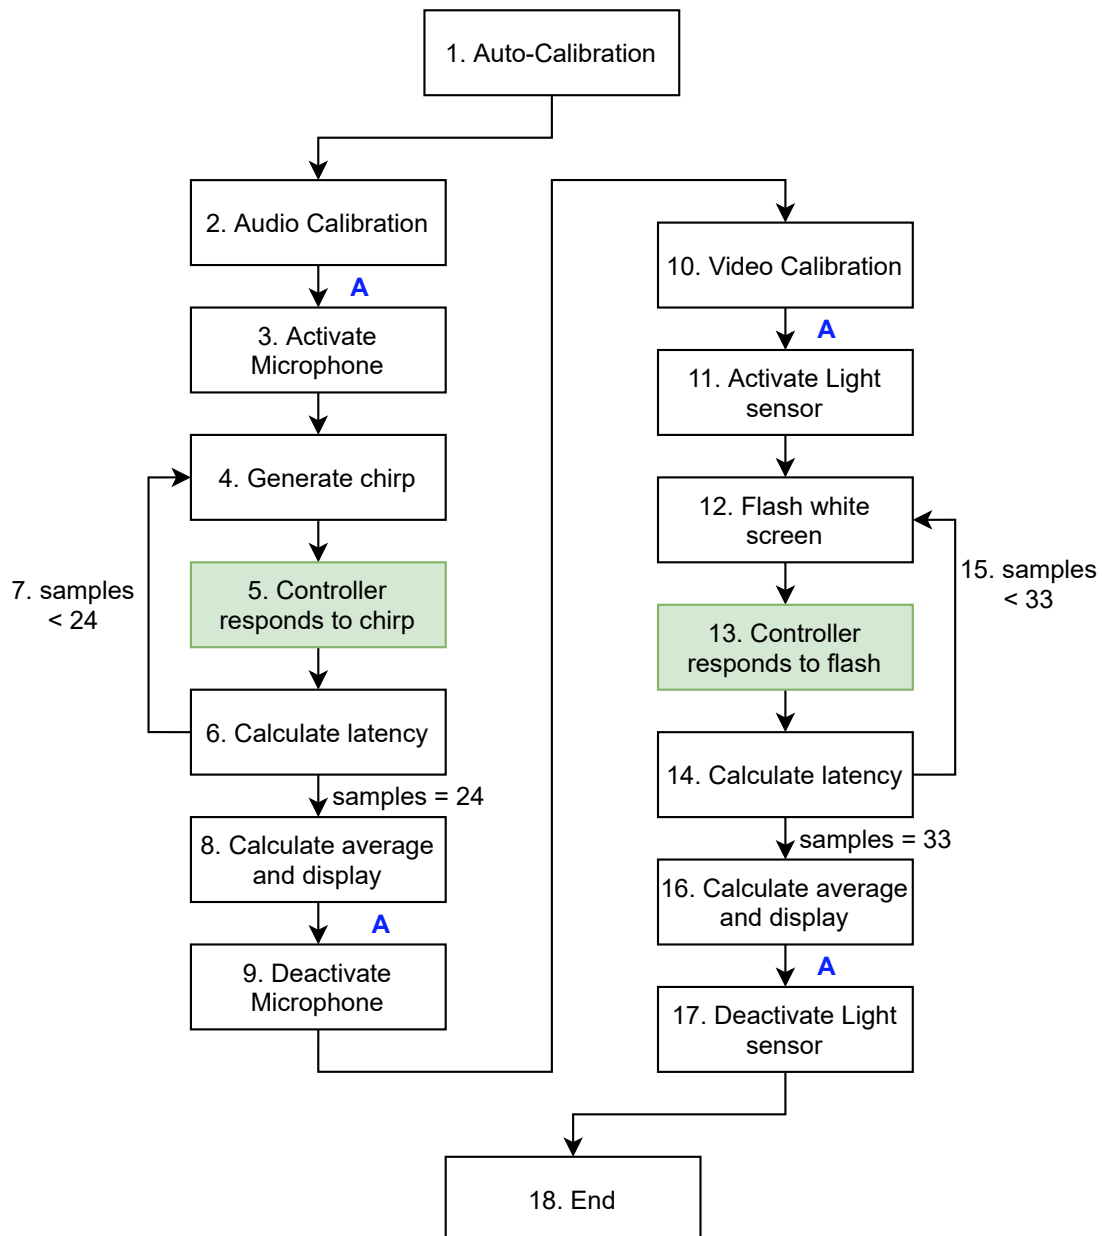 1. Auto-Calibration
2. Audio Calibration
A
3. Activate
Microphone
4. Generate chirp
5. Controller
responds to chirp
7. samples
< 24
6. Calculate latency
samples = 24
8. Calculate average
and display
A
9. Deactivate
Microphone
10. Video Calibration
A
11. Activate Light
sensor
12. Flash white
screen
15. samples
< 33
13. Controller
responds to flash
14. Calculate latency
samples = 33
16. Calculate average
and display
A
17. Deactivate Light
sensor
18. End